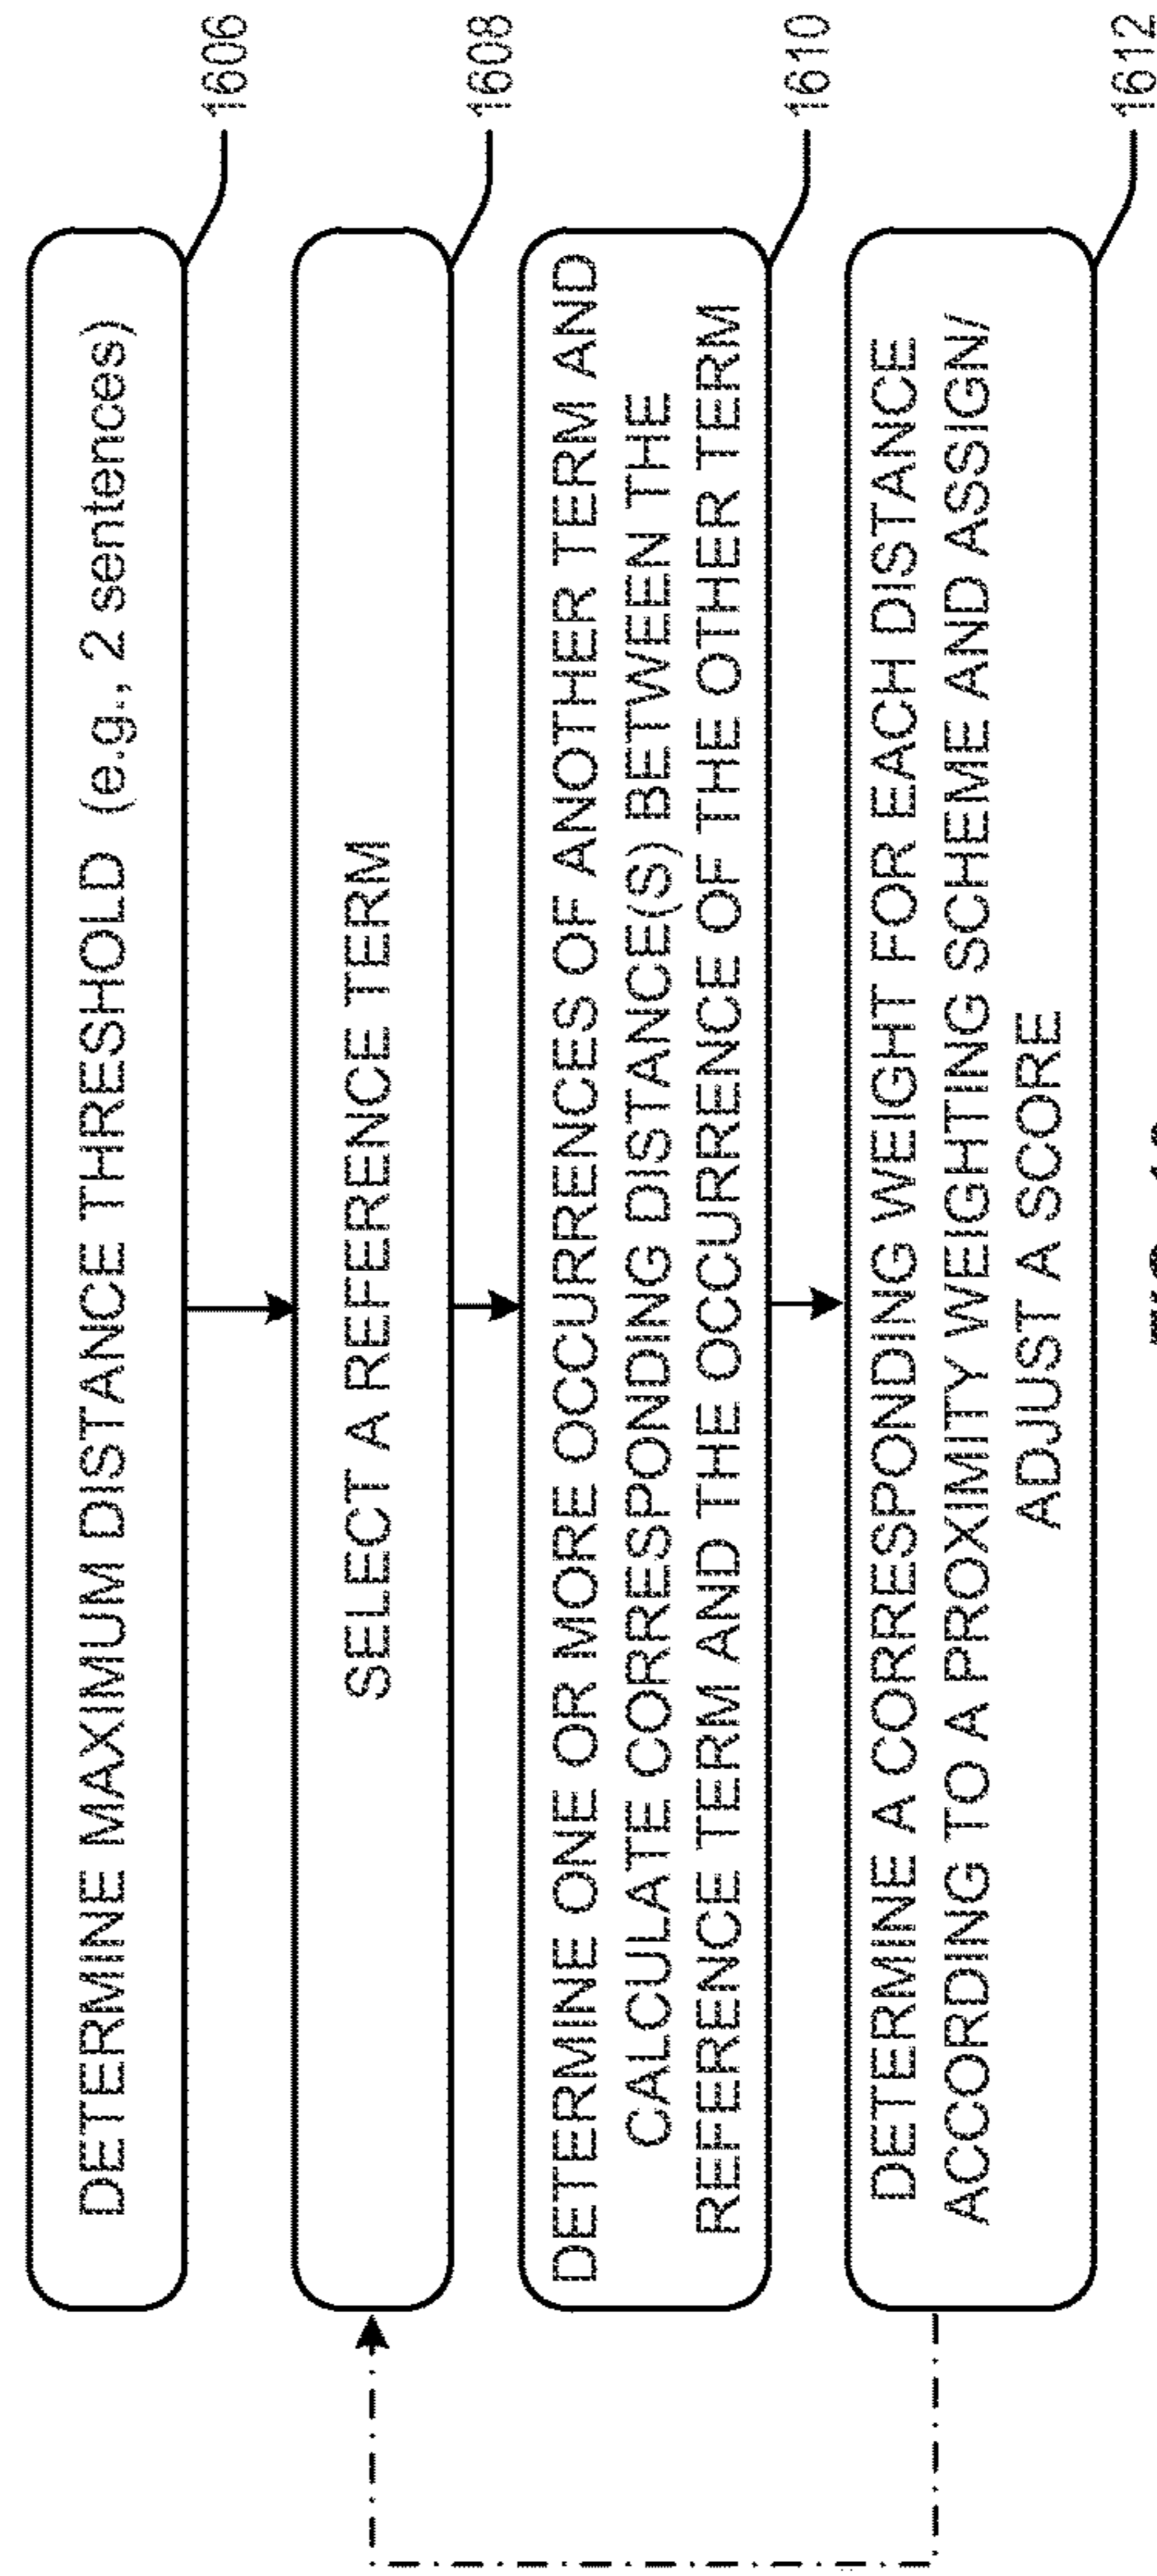 DETERMINE MAXIMUM DISTANCE THRESHOLD (e.g., 2 sentences)
1606
SELECT A REFERENCE TERM
1608
DETERMINE ONE OR MORE OCCURRENCES OF ANOTHER TERM AND
CALCULATE CORRESPONDING DISTANCE(S) BETWEEN THE
REFERENCE TERM AND THE OCCURRENCE OF THE OTHER TERM
1610
DETERMINE A CORRESPONDING WEIGHT FOR EACH DISTANCE
ACCORDING TO A PROXIMITY WEIGHTING SCHEME AND ASSIGN/
ADJUST A SCORE
1612